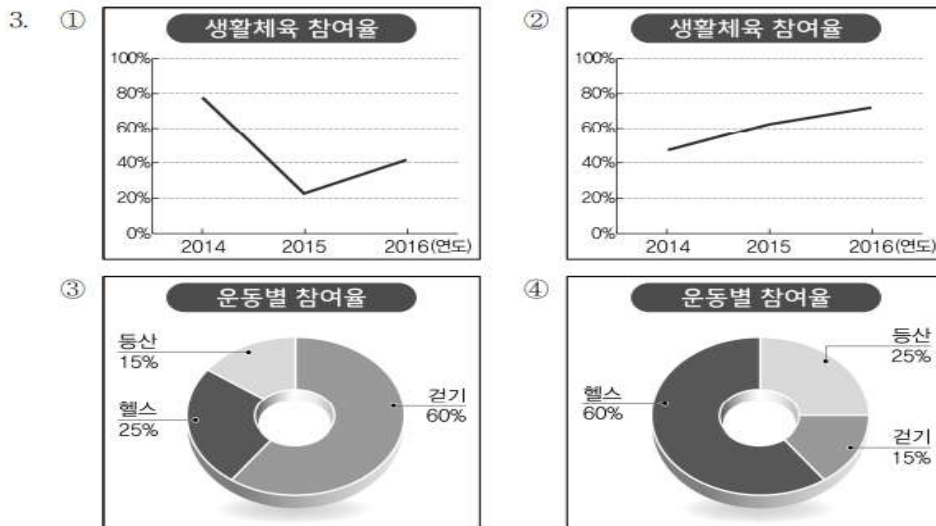 3. ① 생활체육 참여율
100%
80%
60%
40%
20%
0%
2014 2015 2016(연도)
② 생활체육 참여율
100%
80%
60%
40%
20%
0%
2014 2015 2016(연도)
③ 운동별 참여율
등산
15%
헬스
25%
걷기
60%
④ 운동별 참여율
등산
25%
헬스
60%
걷기
15%